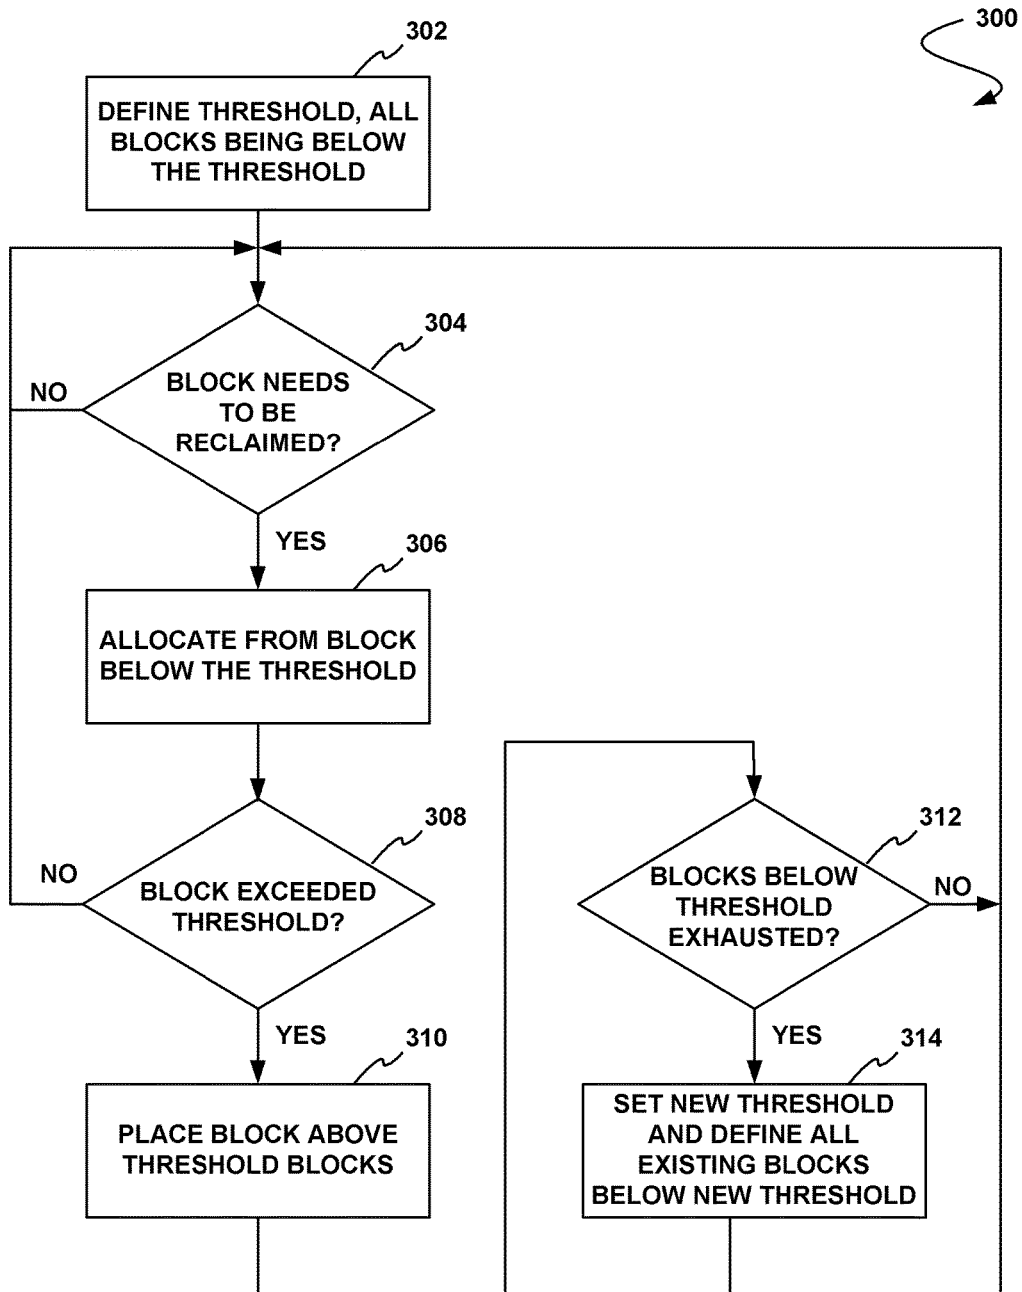 300
302
DEFINE THRESHOLD, ALL
BLOCKS BEING BELOW
THE THRESHOLD
304
BLOCK NEEDS
TO BE
RECLAIMED?
NO
YES
306
ALLOCATE FROM BLOCK
BELOW THE THRESHOLD
308
BLOCK EXCEEDED
THRESHOLD?
NO
YES
310
PLACE BLOCK ABOVE
THRESHOLD BLOCKS
312
BLOCKS BELOW
THRESHOLD
EXHAUSTED?
NO
YES
314
SET NEW THRESHOLD
AND DEFINE ALL
EXISTING BLOCKS
BELOW NEW THRESHOLD